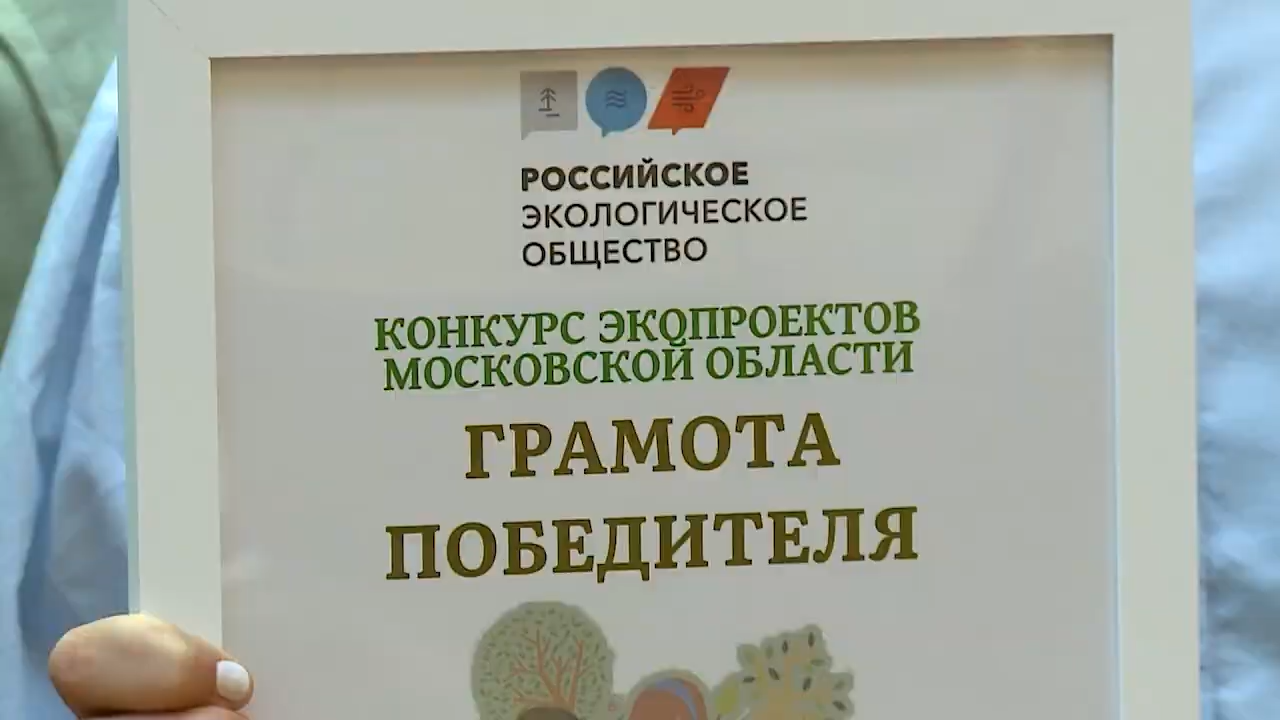 РОССИЙСКОЕ
ЭКОЛОГИЧЕСКОЕ
ОБЩЕСТВО
КОНКУРС ЭКОПРОЕКТОВ
МОСКОВСКОЙ ОБЛАСТИ
ГРАМОТА
ПОБЕДИТЕЛЯ